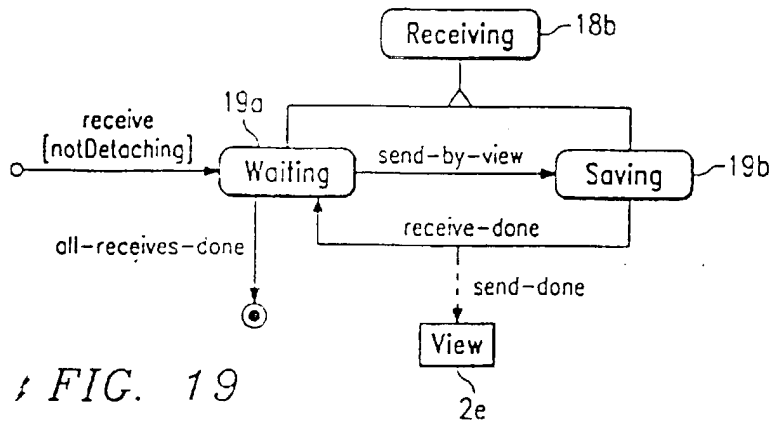 Receiving
18b
19a
receive
[notDetaching]
Waiting
send-by-view
Saving
19b
receive-done
all-receives-done
send-done
View
FIG. 19
2e